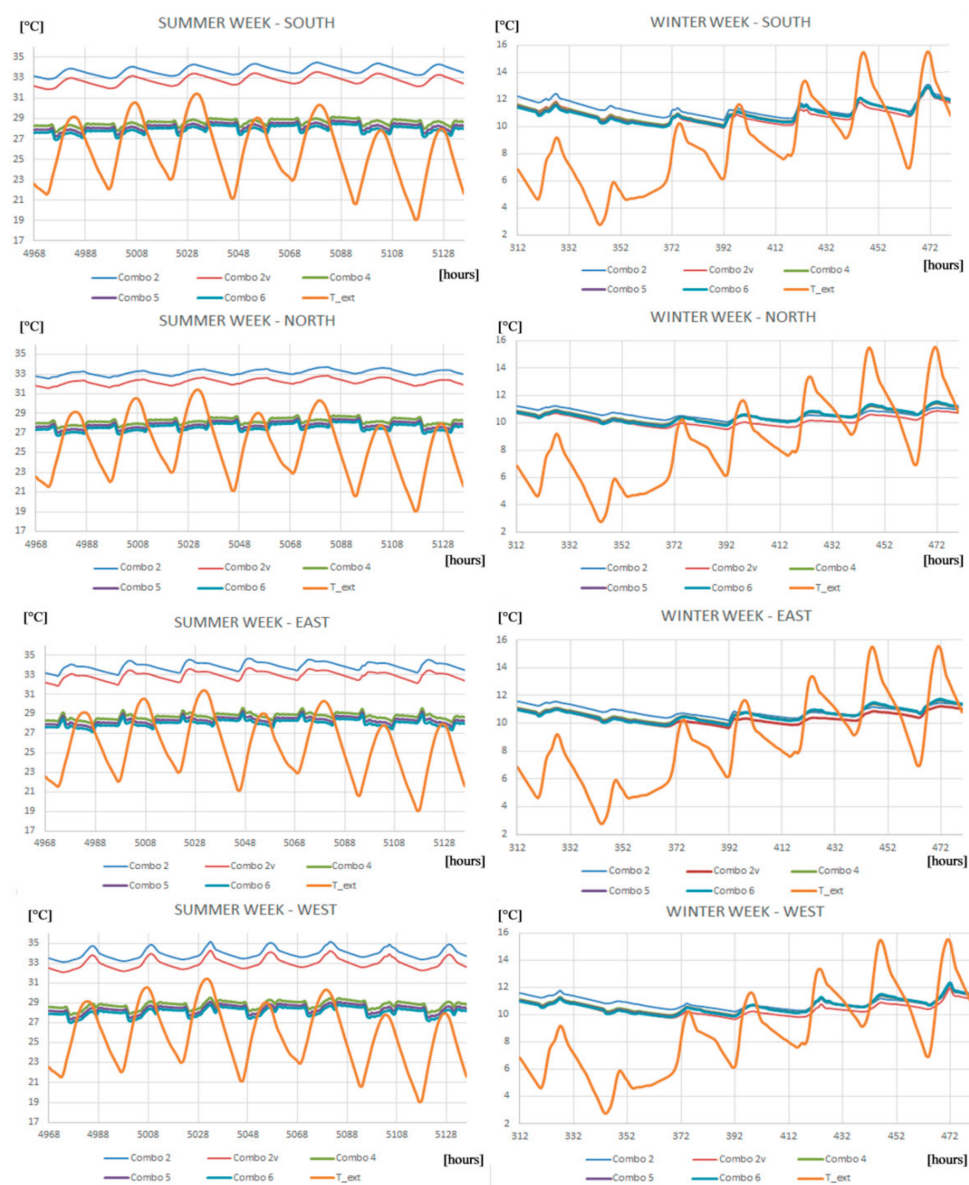 [°C] SUMMER WEEK - SOUTH
35
33
31
29
27
25
23
21
19
17
4968 4988 5008 5028 5048 5068 5088 5108 5128
[hours]
Combo 2 Combo 2v Combo 4
Combo 5 Combo 6 T_ext
[°C] WINTER WEEK - SOUTH
16
14
12
10
8
6
4
2
312 332 352 372 392 412 432 452 472
[hours]
Combo 2 Combo 2v Combo 4
Combo 5 Combo 6 T_ext
[°C] SUMMER WEEK - NORTH
35
33
31
29
27
25
23
21
19
17
4968 4988 5008 5028 5048 5068 5088 5108 5128
[hours]
Combo 2 Combo 2v Combo 4
Combo 5 Combo 6 T_ext
[°C] WINTER WEEK - NORTH
16
14
12
10
8
6
4
2
312 332 352 372 392 412 432 452 472
[hours]
Combo 2 Combo 2v Combo 4
Combo 5 Combo 6 T_ext
[°C] SUMMER WEEK - EAST
35
33
31
29
27
25
23
21
19
17
4968 4988 5008 5028 5048 5068 5088 5108 5128
[hours]
Combo 2 Combo 2v Combo 4
Combo 5 Combo 6 T_ext
[°C] WINTER WEEK - EAST
16
14
12
10
8
6
4
2
312 332 352 372 392 412 432 452 472
[hours]
Combo 2 Combo 2v Combo 4
Combo 5 Combo 6 T_ext
[°C] SUMMER WEEK - WEST
35
33
31
29
27
25
23
21
19
17
4968 4988 5008 5028 5048 5068 5088 5108 5128
[hours]
Combo 2 Combo 2v Combo 4
Combo 5 Combo 6 T_ext
[°C] WINTER WEEK - WEST
16
14
12
10
8
6
4
2
312 332 352 372 392 412 432 452 472
[hours]
Combo 2 Combo 2v Combo 4
Combo 5 Combo 6 T_ext